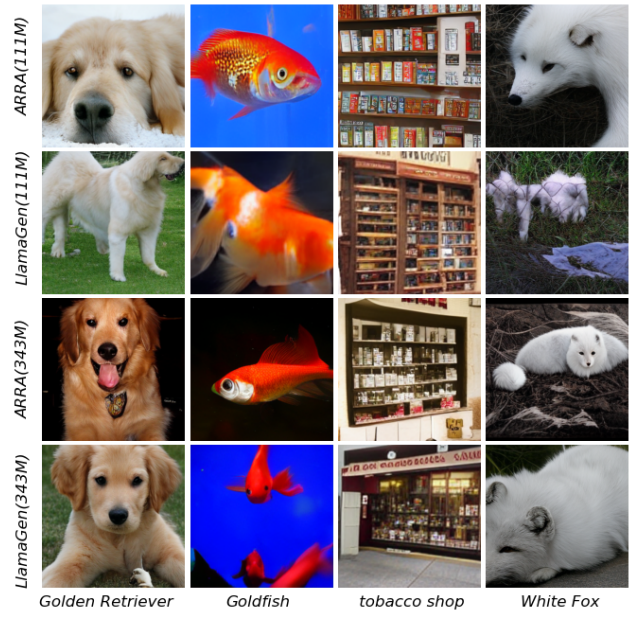 ARRA(111M)
LlamaGen(111M)
ARRA(343M)
LlamaGen(343M)
Golden Retriever Goldfish tobacco shop White Fox